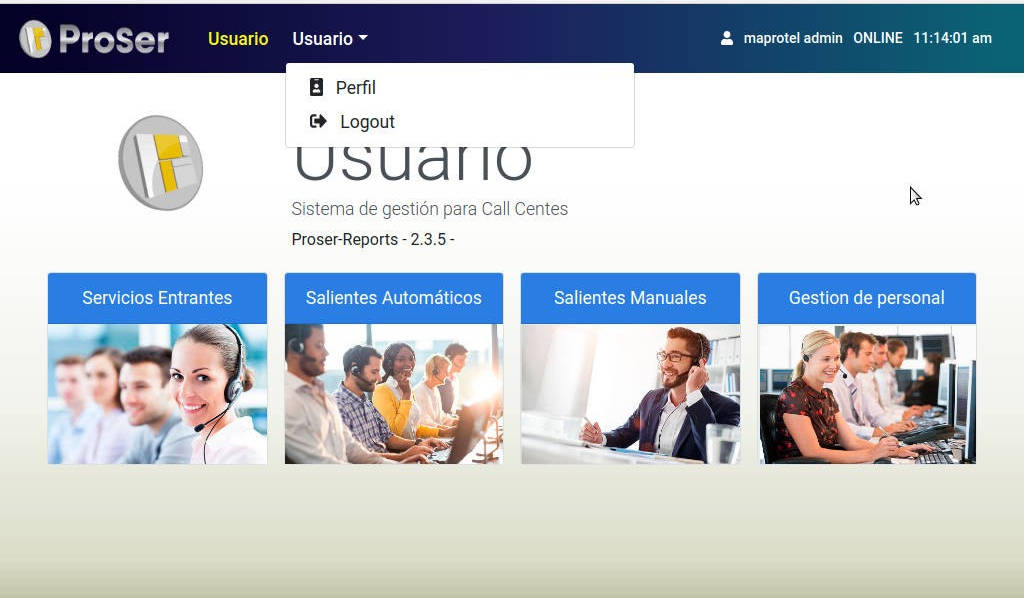 ProSer Usuario Usuario maprotel admin ONLINE 11:14:01 am
Perfil
Logout
Usuario
Sistema de gestión para Call Centes
Proser-Reports - 2.3.5 -
Servicios Entrantes Salientes Automáticos Salientes Manuales Gestion de personal